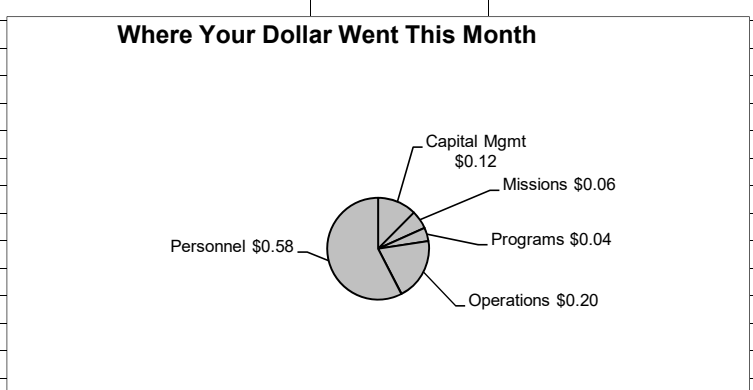 Where Your Dollar Went This Month
Capital Mgmt
$0.12
Missions $0.06
Programs $0.04
Personnel $0.58
Operations $0.20